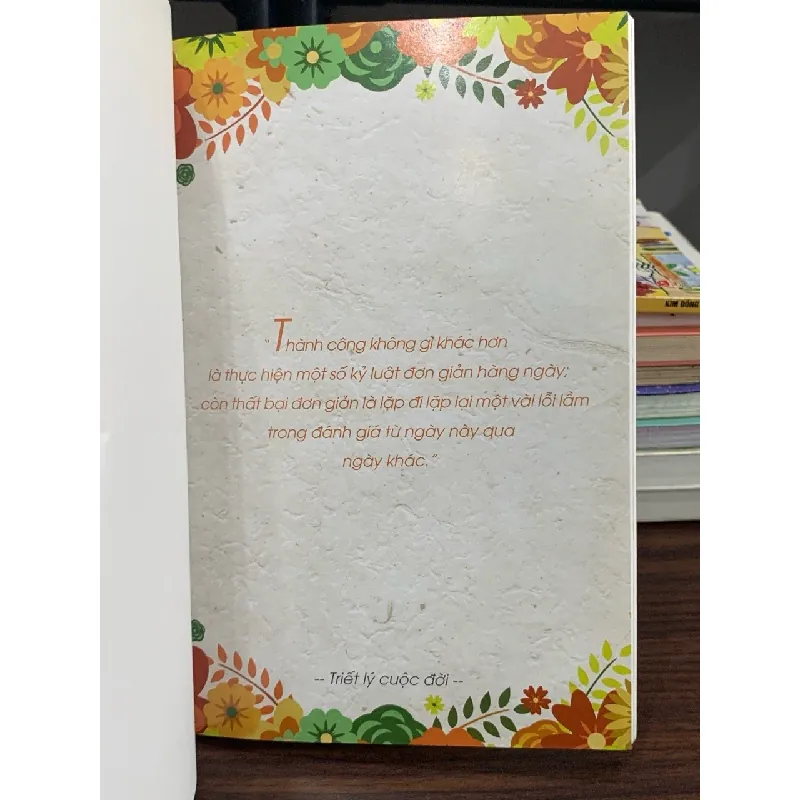 "Thành công không gì khác hơn
là thực hiện một số kỷ luật đơn giản hàng ngày;
còn thất bại đơn giản là lặp đi lặp lại một vài lỗi lầm
trong đánh giá từ ngày này qua
ngày khác."
-- Triết lý cuộc đời --
KIM ĐỒNG